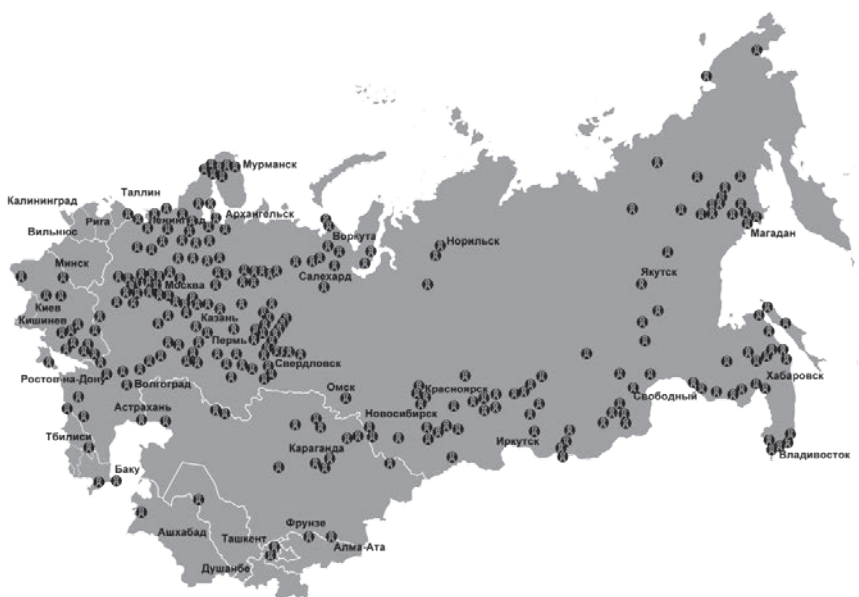 Мурманск
Таллин
Калининград
Рига
Ленинград
Архангельск
Вильнюс
Воркута
Норильск
Магадан
Минск
Салехард
Якутск
Москва
Киев
Казань
Кишинев
Пермь
Свердловск
Ростов-на-Дону
Волгоград
Омск
Красноярск
Хабаровск
Свободный
Астрахань
Новосибирск
Тбилиси
Караганда
Иркутск
Владивосток
Баку
Ашхабад
Фрунзе
Ташкент
Алма-Ата
Душанбе